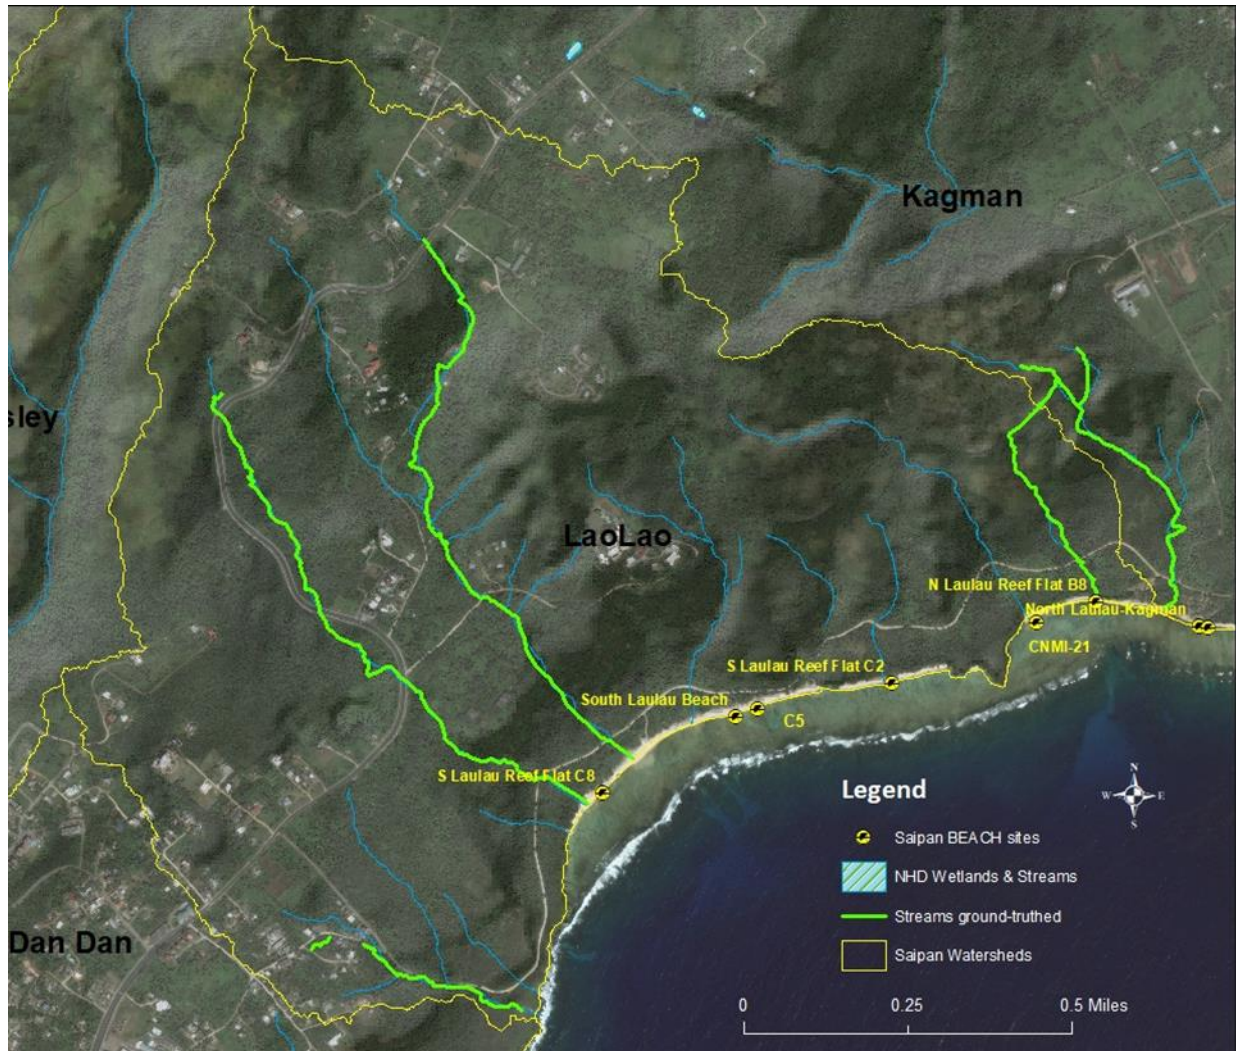 Kagman
sley
LaoLao
N Laulau Reef Flat B8
North Laulau-Kagman
CNMI-21
S Laulau Reef Flat C2
South Laulau Beach
C5
S Laulau Reef Flat C8
Dan Dan
Legend
Saipan BEACH sites
NHD Wetlands & Streams
Streams ground-truthed
Saipan Watersheds
N
W E
S
0 0.25 0.5 Miles